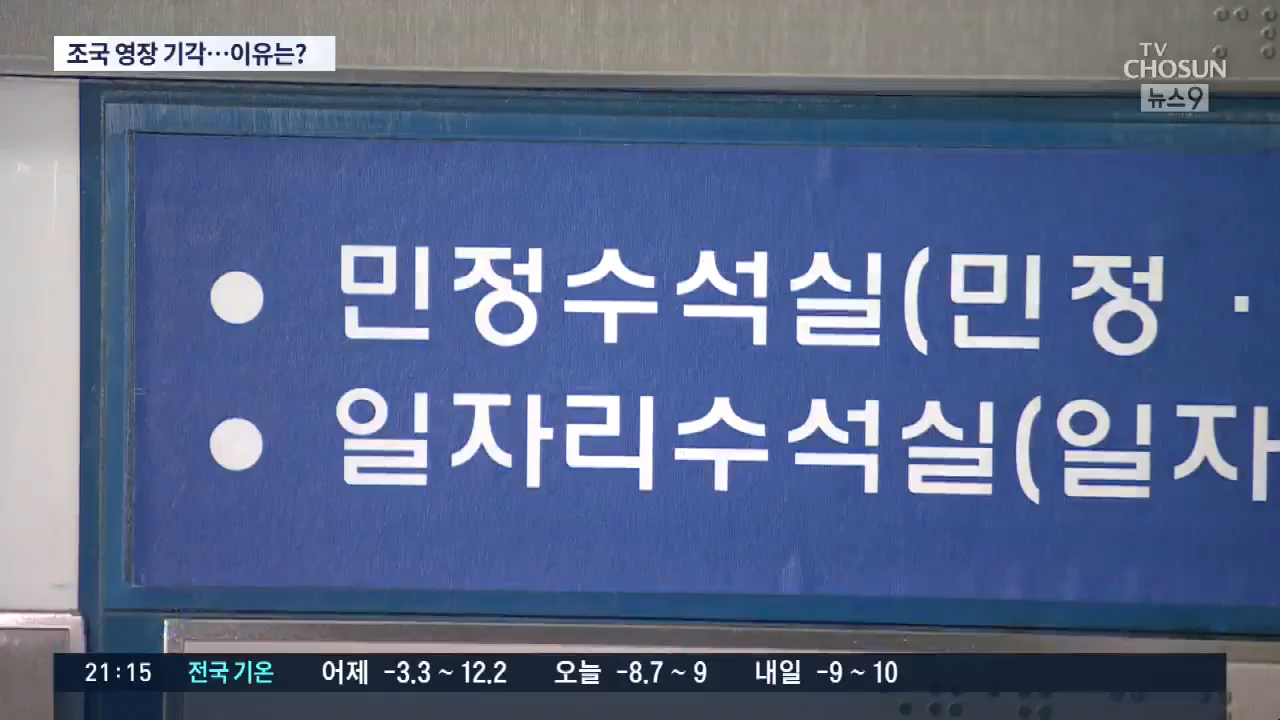 조국 영장 기각…이유는?
TV
CHOSUN
뉴스9
● 민정수석실(민정 ·
● 일자리수석실(일자
21:15 전국 기온 어제 -3.3 ~ 12.2 오늘 -8.7 ~ 9 내일 -9 ~ 10